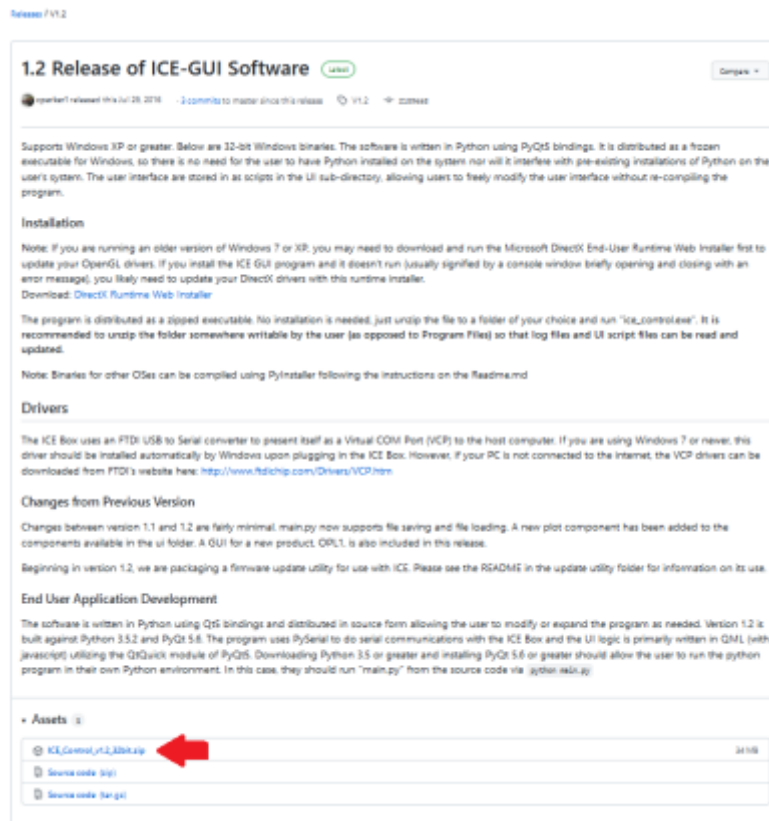 Releases / V1.2
1.2 Release of ICE-GUI Software Latest
Compare
released this Jul 29, 2016 · 3 commits to master since this release V1.2
Supports Windows XP or greater. Below are 32-bit Windows binaries. The software is written in Python using PyQt5 bindings. It is distributed as a frozen
executable for Windows, so there is no need for the user to have Python installed on the system nor will it interfere with pre-existing installations of Python on the
user's system. The user interface are stored in as scripts in the UI sub-directory, allowing users to freely modify the user interface without re-compiling the
program.
Installation
Note: If you are running an older version of Windows 7 or XP, you may need to download and run the Microsoft DirectX End-User Runtime Web Installer first to
update your OpenGL drivers. If you install the ICE GUI program and it doesn't run (usually signified by a console window briefly opening and closing with an
error message), you likely need to update your DirectX drivers with this runtime installer.
Download: DirectX Runtime Web Installer
The program is distributed as a zipped executable. No installation is needed, just unzip the file to a folder of your choice and run "ice_control.exe". It is
recommended to unzip the folder somewhere writable by the user (as opposed to Program Files) so that log files and UI script files can be read and
updated.
Note: Binaries for other OSes can be compiled using PyInstaller following the instructions on the Readme.md
Drivers
The ICE Box uses an FTDI USB to Serial converter to present itself as a Virtual COM Port (VCP) to the host computer. If you are using Windows 7 or newer, this
driver should be installed automatically by Windows upon plugging in the ICE Box. However, if your PC is not connected to the internet, the VCP drivers can be
downloaded from FTDI's website here: http://www.ftdichip.com/Drivers/VCP.htm
Changes from Previous Version
Changes between version 1.1 and 1.2 are fairly minimal. main.py now supports file saving and file loading. A new plot component has been added to the
components available in the ui folder. A GUI for a new product, OPL1, is also included in this release.
Beginning in version 1.2, we are packaging a firmware update utility for use with ICE. Please see the README in the update utility folder for information on its use.
End User Application Development
The software is written in Python using Qt5 bindings and distributed in source form allowing the user to modify or expand the program as needed. Version 1.2 is
built against Python 3.5.2 and PyQt 5.6. The program uses PySerial to do serial communications with the ICE Box and the UI logic is primarily written in QML (with
javascript) utilizing the QtQuick module of PyQt5. Downloading Python 3.5 or greater and installing PyQt 5.6 or greater should allow the user to run the python
program in their own Python environment. In this case, they should run "main.py" from the source code via python main.py
Assets 3
ICE_Control_v1.2_32bit.zip 34 MB
Source code (zip)
Source code (tar.gz)